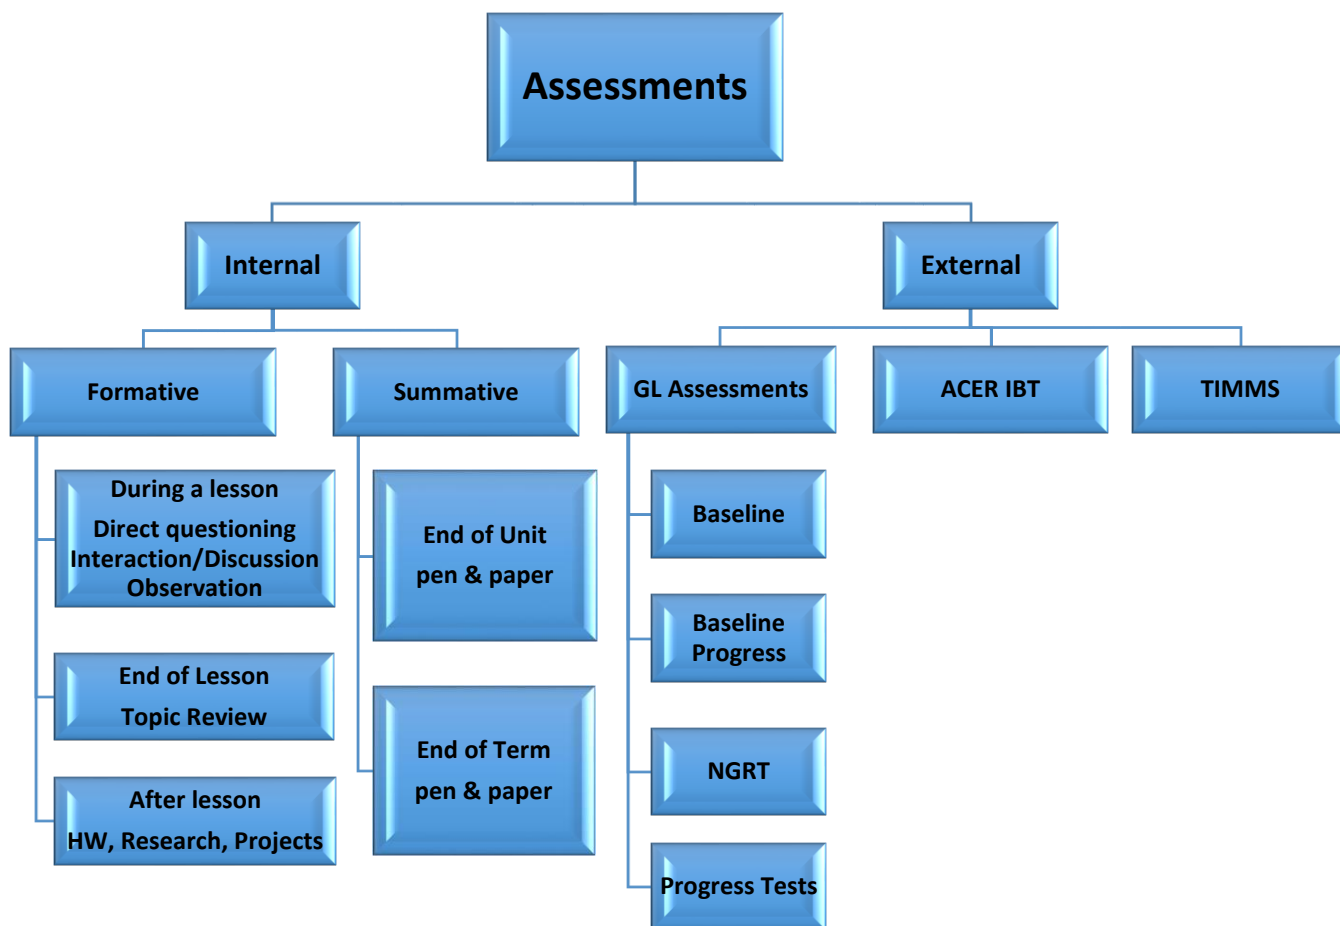 Assessments
Internal
External
Formative
Summative
GL Assessments
ACER IBT
TIMMS
During a lesson
Direct questioning
Interaction/Discussion
Observation
End of Lesson
Topic Review
After lesson
HW, Research, Projects
End of Unit
pen & paper
End of Term
pen & paper
Baseline
Baseline
Progress
NGRT
Progress Tests